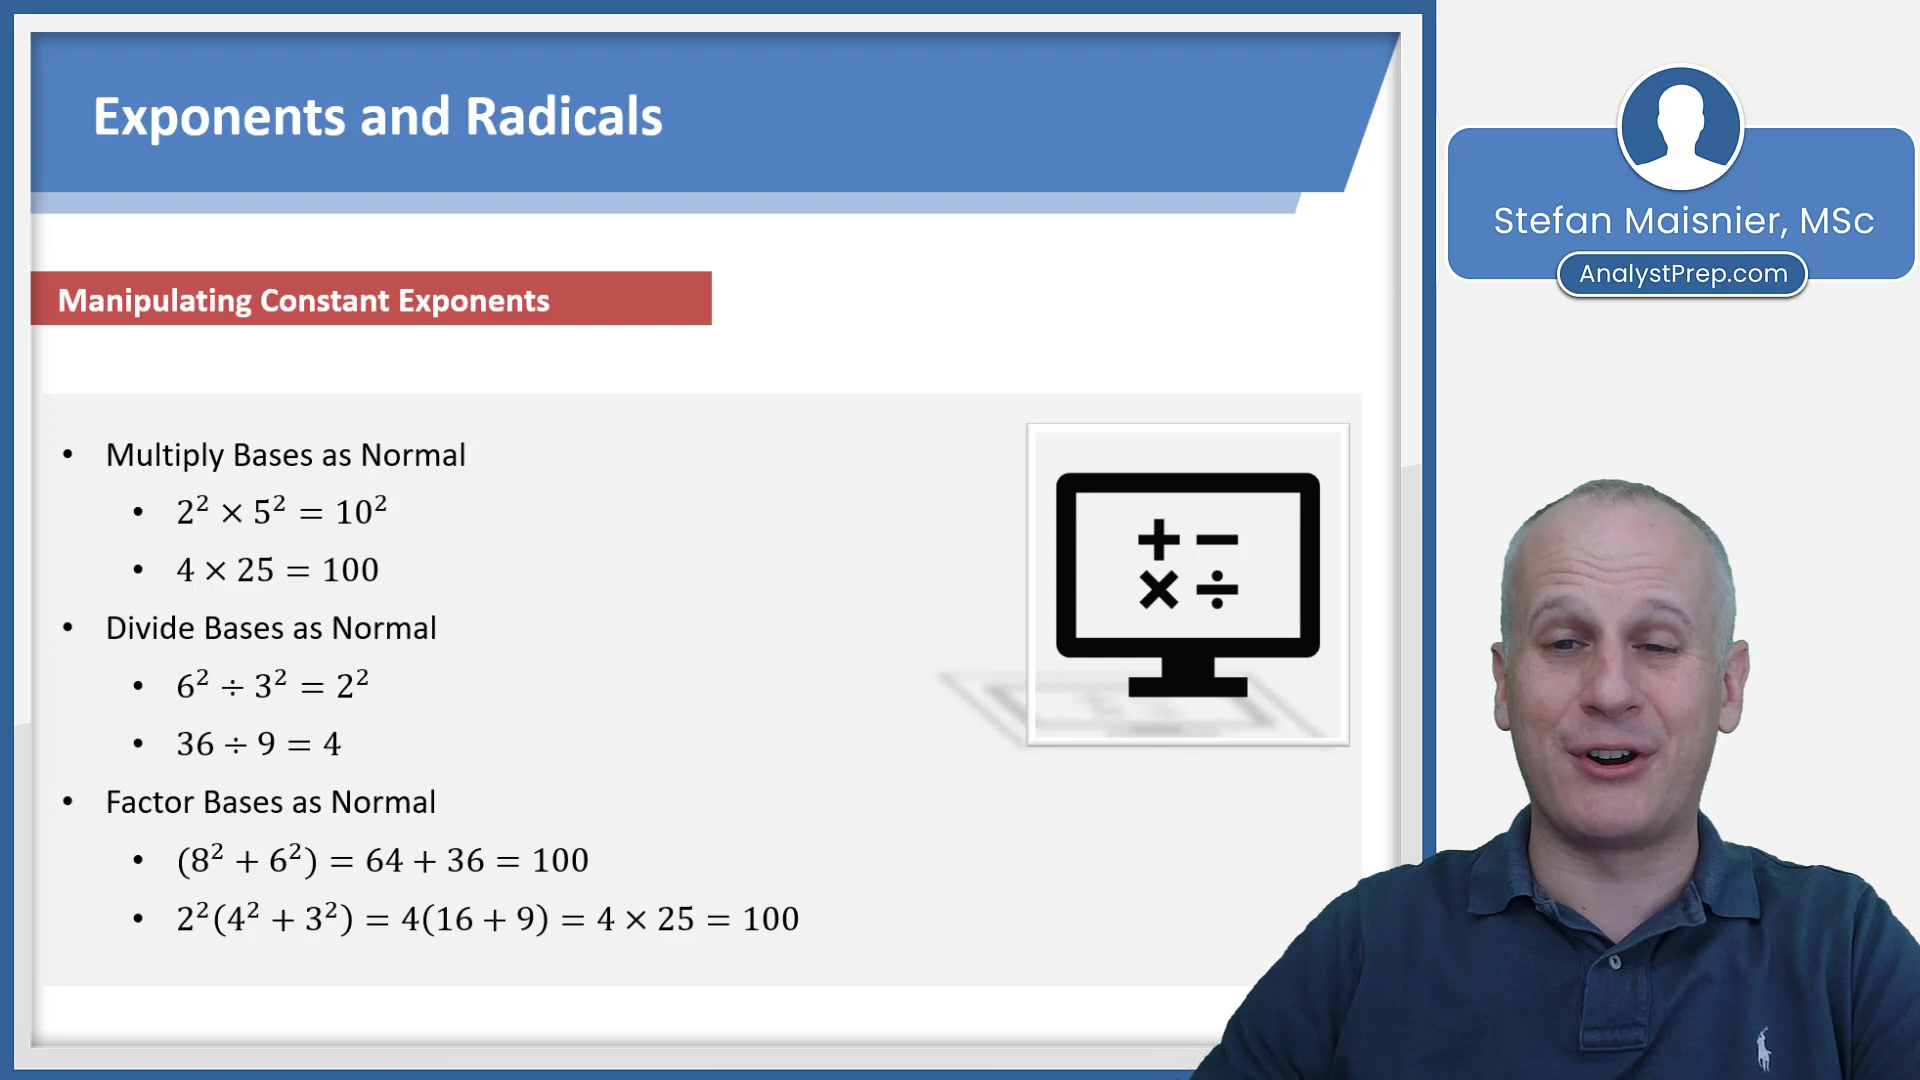 Exponents and Radicals
Stefan Maisnier, MSc
AnalystPrep.com
Manipulating Constant Exponents
• Multiply Bases as Normal
• 2² × 5² = 10²
• 4 × 25 = 100
• Divide Bases as Normal
• 6² ÷ 3² = 2²
• 36 ÷ 9 = 4
• Factor Bases as Normal
• (8² + 6²) = 64 + 36 = 100
• 2²(4² + 3²) = 4(16 + 9) = 4 × 25 = 100
+ −
× ÷